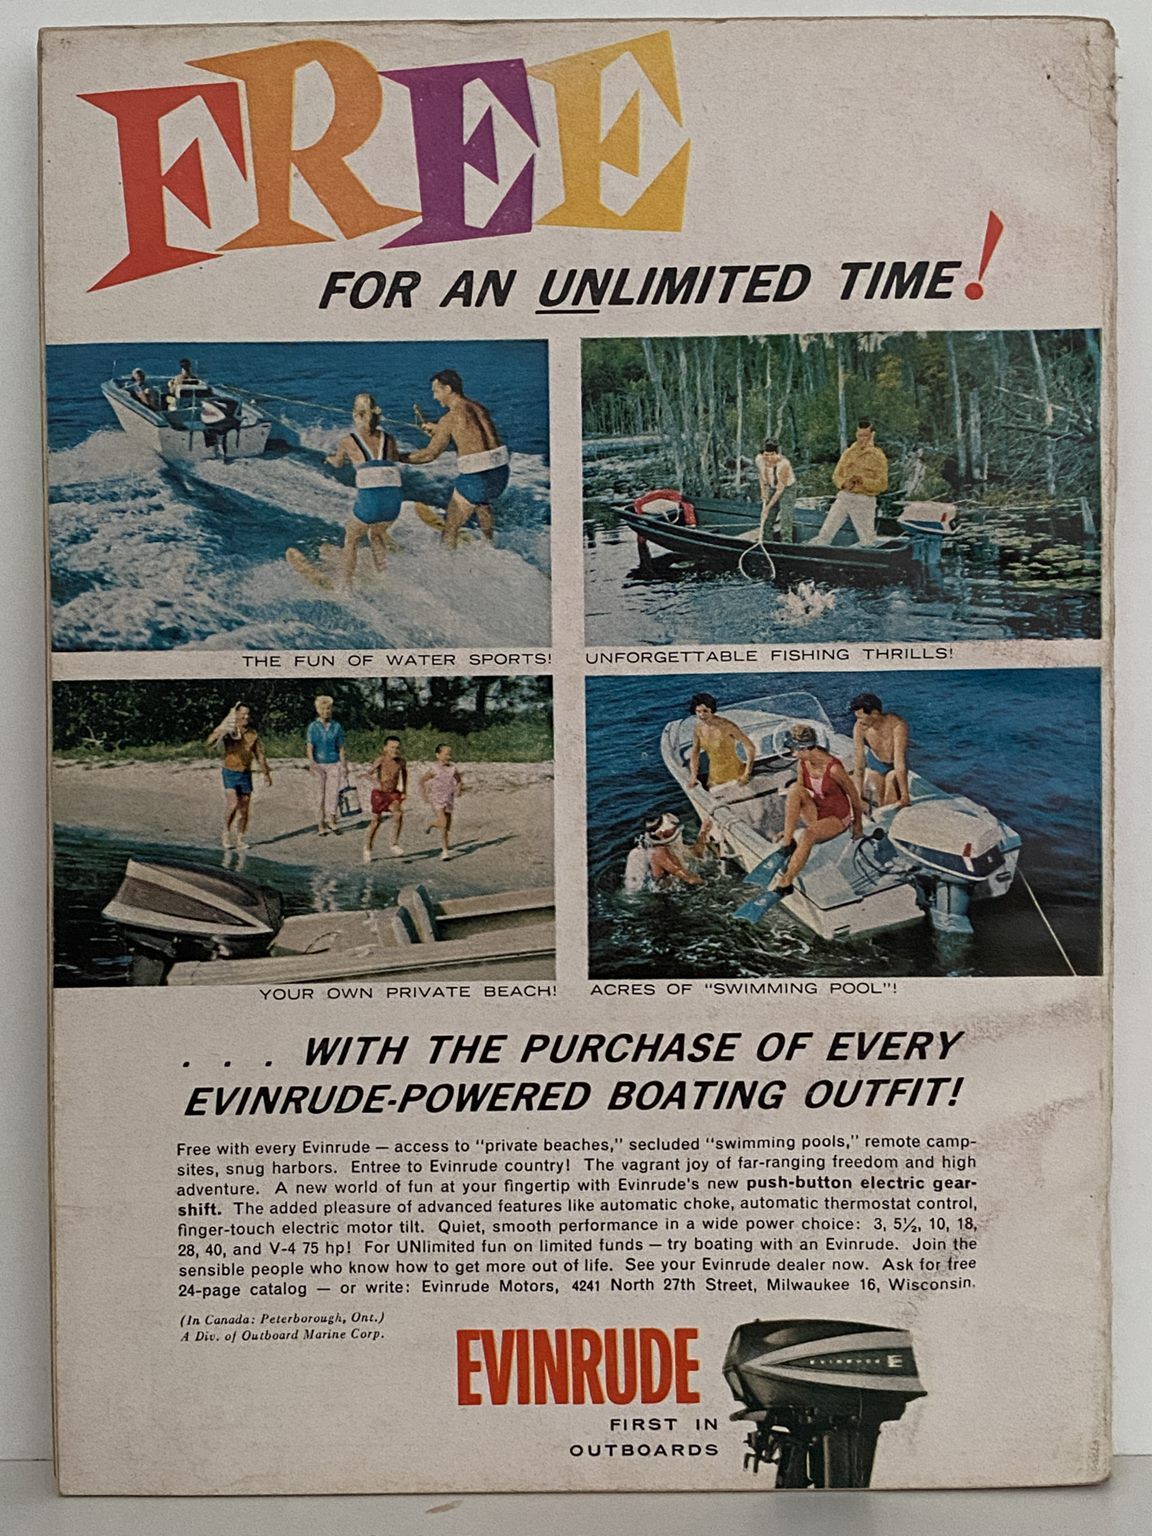 FREE
FOR AN UNLIMITED TIME!
THE FUN OF WATER SPORTS!
UNFORGETTABLE FISHING THRILLS!
YOUR OWN PRIVATE BEACH!
ACRES OF "SWIMMING POOL"!
. . . WITH THE PURCHASE OF EVERY
EVINRUDE-POWERED BOATING OUTFIT!
Free with every Evinrude — access to "private beaches," secluded "swimming pools," remote camp-
sites, snug harbors. Entree to Evinrude country! The vagrant joy of far-ranging freedom and high
adventure. A new world of fun at your fingertip with Evinrude's new push-button electric gear-
shift. The added pleasure of advanced features like automatic choke, automatic thermostat control,
finger-touch electric motor tilt. Quiet, smooth performance in a wide power choice: 3, 5½, 10, 18,
28, 40, and V-4 75 hp! For UNlimited fun on limited funds — try boating with an Evinrude. Join the
sensible people who know how to get more out of life. See your Evinrude dealer now. Ask for free
24-page catalog — or write: Evinrude Motors, 4241 North 27th Street, Milwaukee 16, Wisconsin.
(In Canada: Peterborough, Ont.)
A Div. of Outboard Marine Corp.
EVINRUDE
EVINRUDE E
FIRST IN
OUTBOARDS